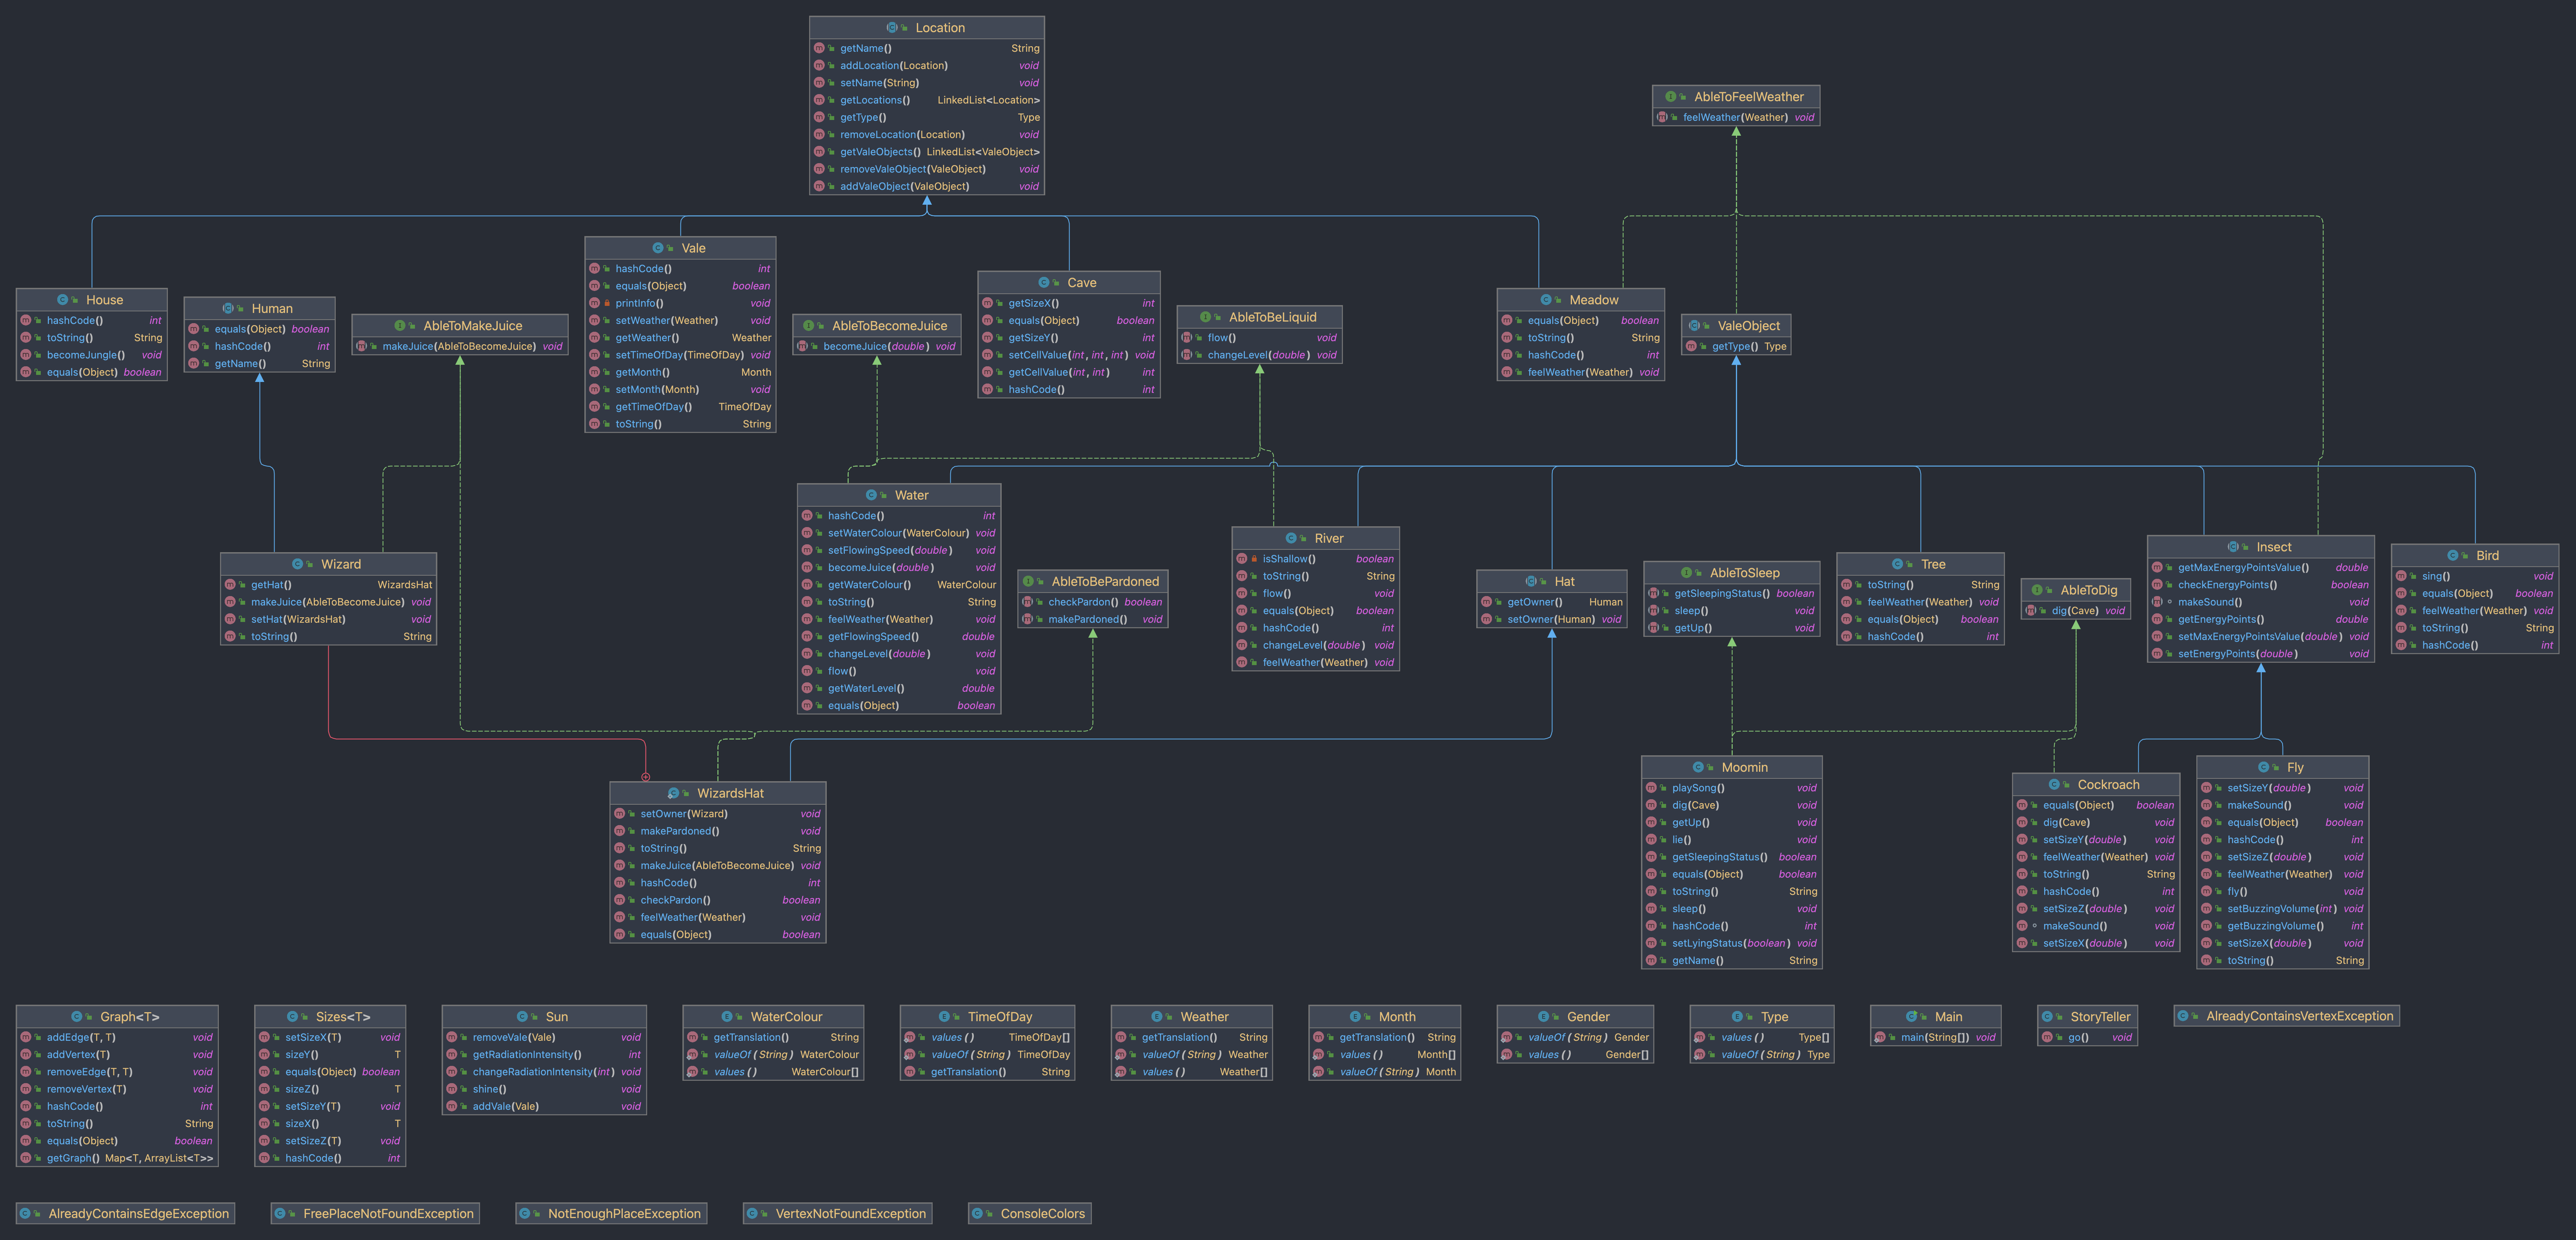 Location
getName() String
addLocation(Location) void
setName(String) void
getLocations() LinkedList<Location>
getType() Type
removeLocation(Location) void
getValeObjects() LinkedList<ValeObject>
removeValeObject(ValeObject) void
addValeObject(ValeObject) void
AbleToFeelWeather
feelWeather(Weather) void
House
hashCode() int
toString() String
becomeJungle() void
equals(Object) boolean
Human
equals(Object) boolean
hashCode() int
getName() String
AbleToMakeJuice
makeJuice(AbleToBecomeJuice) void
Vale
hashCode() int
equals(Object) boolean
printInfo() void
setWeather(Weather) void
getWeather() Weather
setTimeOfDay(TimeOfDay) void
getMonth() Month
setMonth(Month) void
getTimeOfDay() TimeOfDay
toString() String
AbleToBecomeJuice
becomeJuice(double) void
Cave
getSizeX() int
equals(Object) boolean
getSizeY() int
setCellValue(int, int, int) void
getCellValue(int, int) int
hashCode() int
AbleToBeLiquid
flow() void
changeLevel(double) void
Meadow
equals(Object) boolean
toString() String
hashCode() int
feelWeather(Weather) void
ValeObject
getType() Type
Wizard
getHat() WizardsHat
makeJuice(AbleToBecomeJuice) void
setHat(WizardsHat) void
toString() String
Water
hashCode() int
setWaterColour(WaterColour) void
setFlowingSpeed(double) void
becomeJuice(double) void
getWaterColour() WaterColour
toString() String
feelWeather(Weather) void
getFlowingSpeed() double
changeLevel(double) void
flow() void
getWaterLevel() double
equals(Object) boolean
AbleToBePardoned
checkPardon() boolean
makePardoned() void
River
isShallow() boolean
toString() String
flow() void
equals(Object) boolean
hashCode() int
changeLevel(double) void
feelWeather(Weather) void
Hat
getOwner() Human
setOwner(Human) void
AbleToSleep
getSleepingStatus() boolean
sleep() void
getUp() void
Tree
toString() String
feelWeather(Weather) void
equals(Object) boolean
hashCode() int
AbleToDig
dig(Cave) void
Insect
getMaxEnergyPointsValue() double
checkEnergyPoints() boolean
makeSound() void
getEnergyPoints() double
setMaxEnergyPointsValue(double) void
setEnergyPoints(double) void
Bird
sing() void
equals(Object) boolean
feelWeather(Weather) void
toString() String
hashCode() int
WizardsHat
setOwner(Wizard) void
makePardoned() void
toString() String
makeJuice(AbleToBecomeJuice) void
hashCode() int
checkPardon() boolean
feelWeather(Weather) void
equals(Object) boolean
Moomin
playSong() void
dig(Cave) void
getUp() void
lie() void
getSleepingStatus() boolean
equals(Object) boolean
toString() String
sleep() void
hashCode() int
setLyingStatus(boolean) void
getName() String
Cockroach
equals(Object) boolean
dig(Cave) void
setSizeY(double) void
feelWeather(Weather) void
toString() String
hashCode() int
setSizeZ(double) void
makeSound() void
setSizeX(double) void
Fly
setSizeY(double) void
makeSound() void
equals(Object) boolean
hashCode() int
setSizeZ(double) void
feelWeather(Weather) void
fly() void
setBuzzingVolume(int) void
getBuzzingVolume() int
setSizeX(double) void
toString() String
Graph<T>
addEdge(T, T) void
addVertex(T) void
removeEdge(T, T) void
removeVertex(T) void
hashCode() int
toString() String
equals(Object) boolean
getGraph() Map<T, ArrayList<T>>
Sizes<T>
setSizeX(T) void
sizeY() T
equals(Object) boolean
sizeZ() T
setSizeY(T) void
sizeX() T
setSizeZ(T) void
hashCode() int
Sun
removeVale(Vale) void
getRadiationIntensity() int
changeRadiationIntensity(int) void
shine() void
addVale(Vale) void
WaterColour
getTranslation() String
valueOf(String) WaterColour
values() WaterColour[]
TimeOfDay
values() TimeOfDay[]
valueOf(String) TimeOfDay
getTranslation() String
Weather
getTranslation() String
valueOf(String) Weather
values() Weather[]
Month
getTranslation() String
values() Month[]
valueOf(String) Month
Gender
valueOf(String) Gender
values() Gender[]
Type
values() Type[]
valueOf(String) Type
Main
main(String[]) void
StoryTeller
go() void
AlreadyContainsVertexException
AlreadyContainsEdgeException
FreePlaceNotFoundException
NotEnoughPlaceException
VertexNotFoundException
ConsoleColors